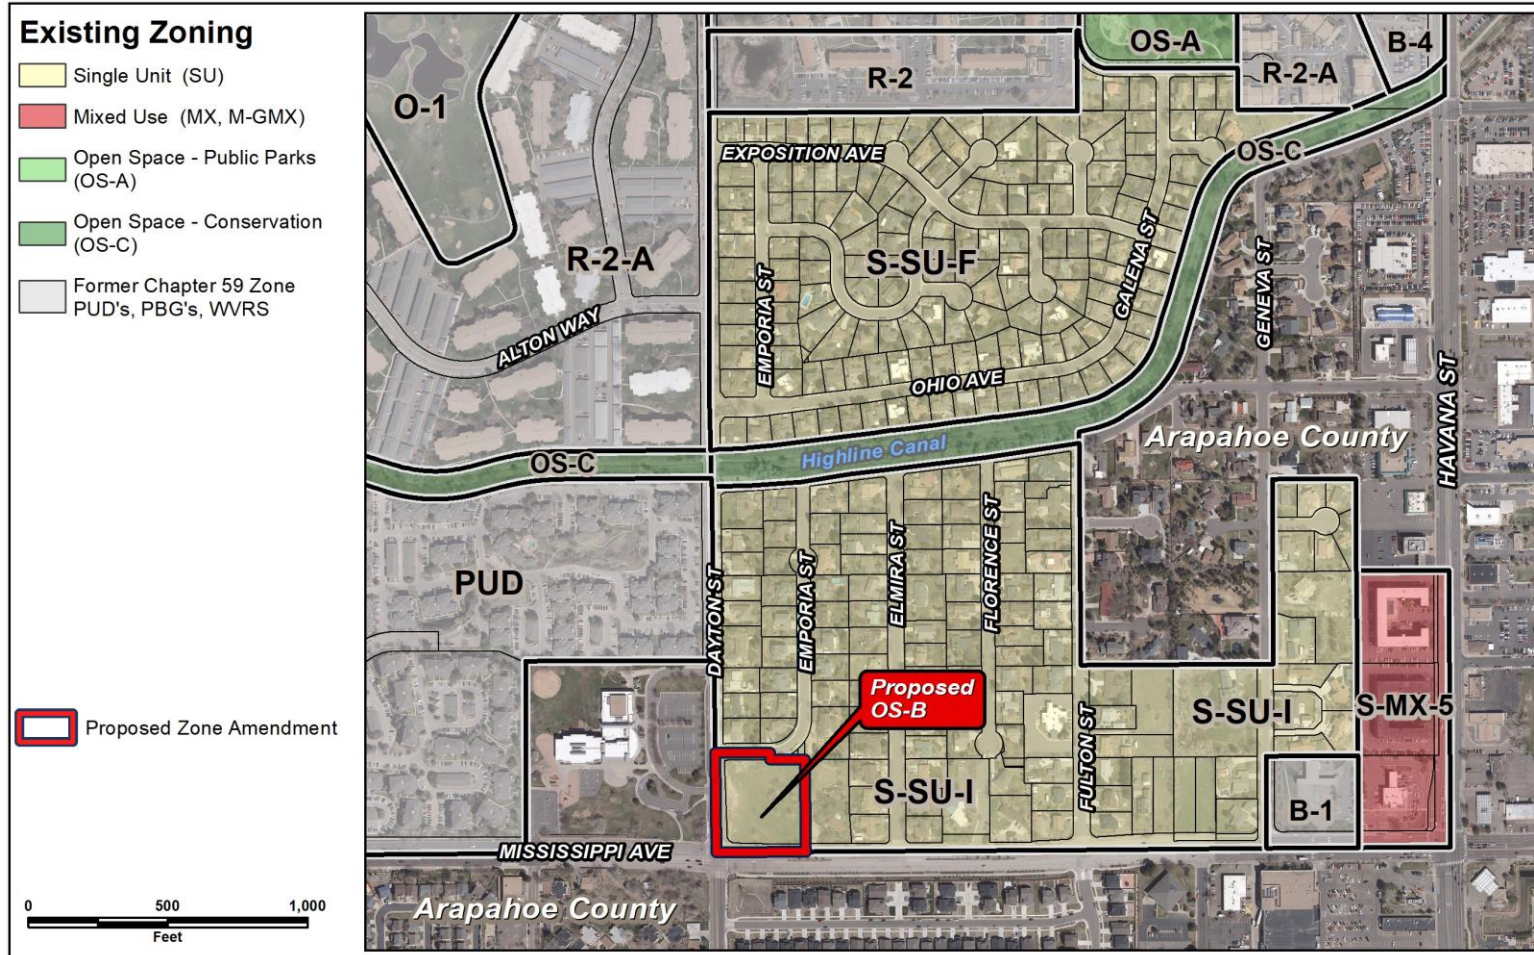 Existing Zoning
Single Unit (SU)
Mixed Use (MX, M-GMX)
Open Space - Public Parks
(OS-A)
Open Space - Conservation
(OS-C)
Former Chapter 59 Zone
PUD's, PBG's, WVRS
Proposed Zone Amendment
0 500 1,000
Feet
O-1
R-2
OS-A
R-2-A
B-4
EXPOSITION AVE
OS-C
R-2-A
S-SU-F
EMPORIA ST
GALENA ST
GENEVA ST
ALTON WAY
OHIO AVE
HAVANA ST
Arapahoe County
Highline Canal
OS-C
PUD
DAYTON ST
EMPORIA ST
ELMIRA ST
FLORENCE ST
Proposed
OS-B
FULTON ST
S-SU-I
S-MX-5
S-SU-I
B-1
MISSISSIPPI AVE
Arapahoe County